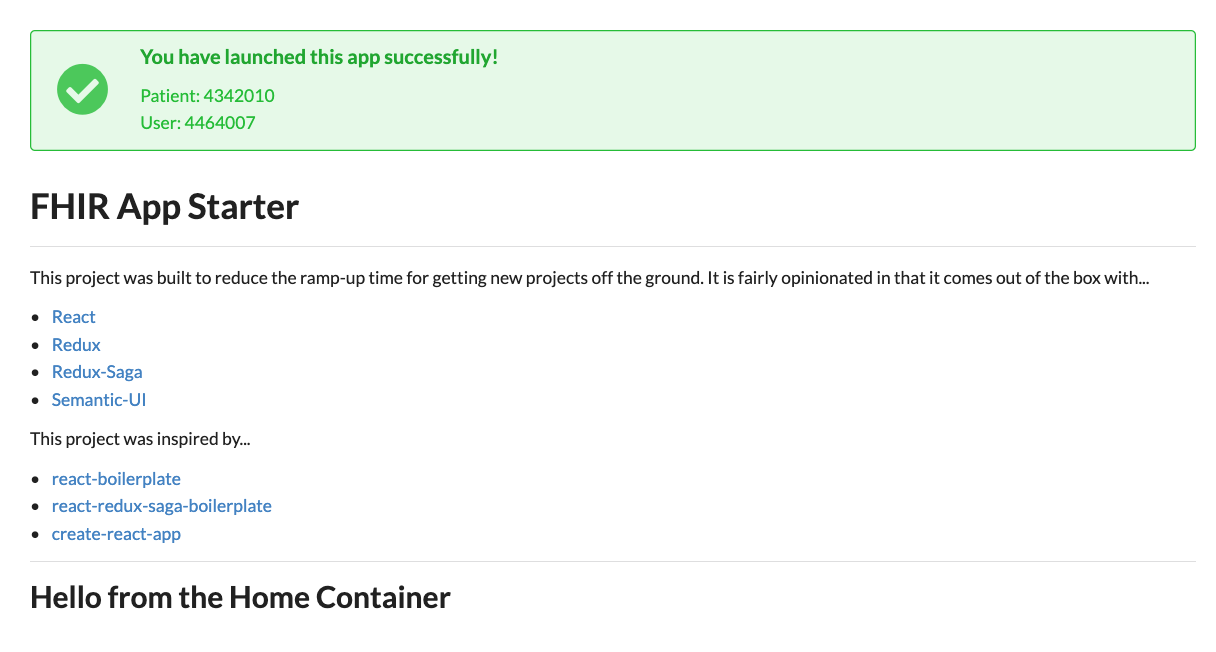 You have launched this app successfully!
Patient: 4342010
User: 4464007
FHIR App Starter
This project was built to reduce the ramp-up time for getting new projects off the ground. It is fairly opinionated in that it comes out of the box with...
React
Redux
Redux-Saga
Semantic-UI
This project was inspired by...
react-boilerplate
react-redux-saga-boilerplate
create-react-app
Hello from the Home Container